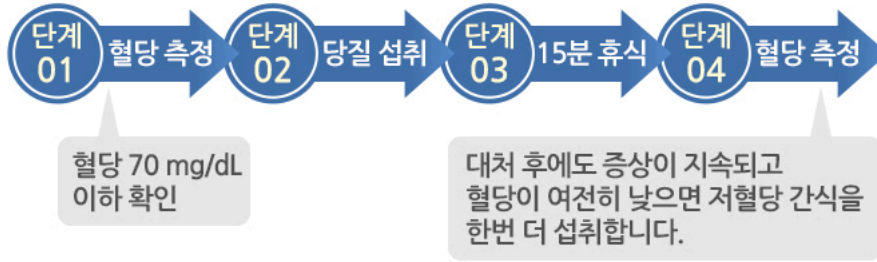 단계
01
혈당 측정
단계
02
당질 섭취
단계
03
15분 휴식
단계
04
혈당 측정
혈당 70 mg/dL
이하 확인
대처 후에도 증상이 지속되고
혈당이 여전히 낮으면 저혈당 간식을
한번 더 섭취합니다.